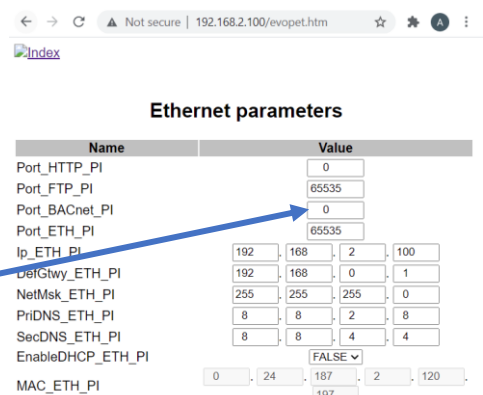 Not secure | 192.168.2.100/evopet.htm A
Index
Ethernet parameters
Name Value
Port_HTTP_PI 0
Port_FTP_PI 65535
Port_BACnet_PI 0
Port_ETH_PI 65535
Ip_ETH_PI 192 . 168 . 2 . 100
DefGtwy_ETH_PI 192 . 168 . 0 . 1
NetMsk_ETH_PI 255 . 255 . 255 . 0
PriDNS_ETH_PI 8 . 8 . 2 . 8
SecDNS_ETH_PI 8 . 8 . 4 . 4
EnableDHCP_ETH_PI FALSE
MAC_ETH_PI 0 . 24 . 187 . 2 . 120 .
197